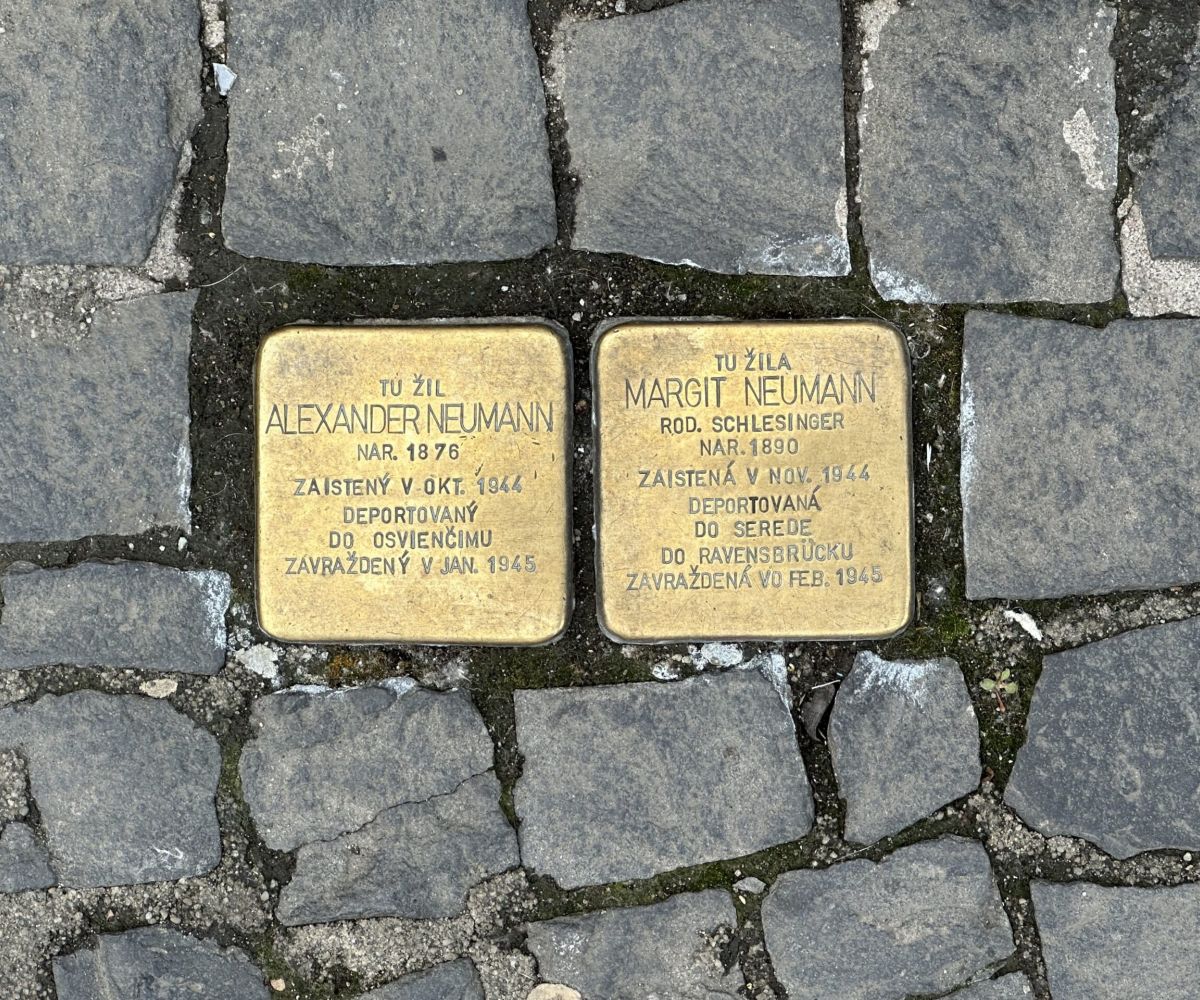 TU ŽIL
ALEXANDER NEUMANN
NAR. 1876
ZAISTENÝ V OKT. 1944
DEPORTOVANÝ
DO OSVIENČIMU
ZAVRAŽDENÝ V JAN. 1945
TU ŽILA
MARGIT NEUMANN
ROD. SCHLESINGER
NAR. 1890
ZAISTENÁ V NOV. 1944
DEPORTOVANÁ
DO SEREDE
DO RAVENSBRÜCKU
ZAVRAŽDENÁ VO FEB. 1945